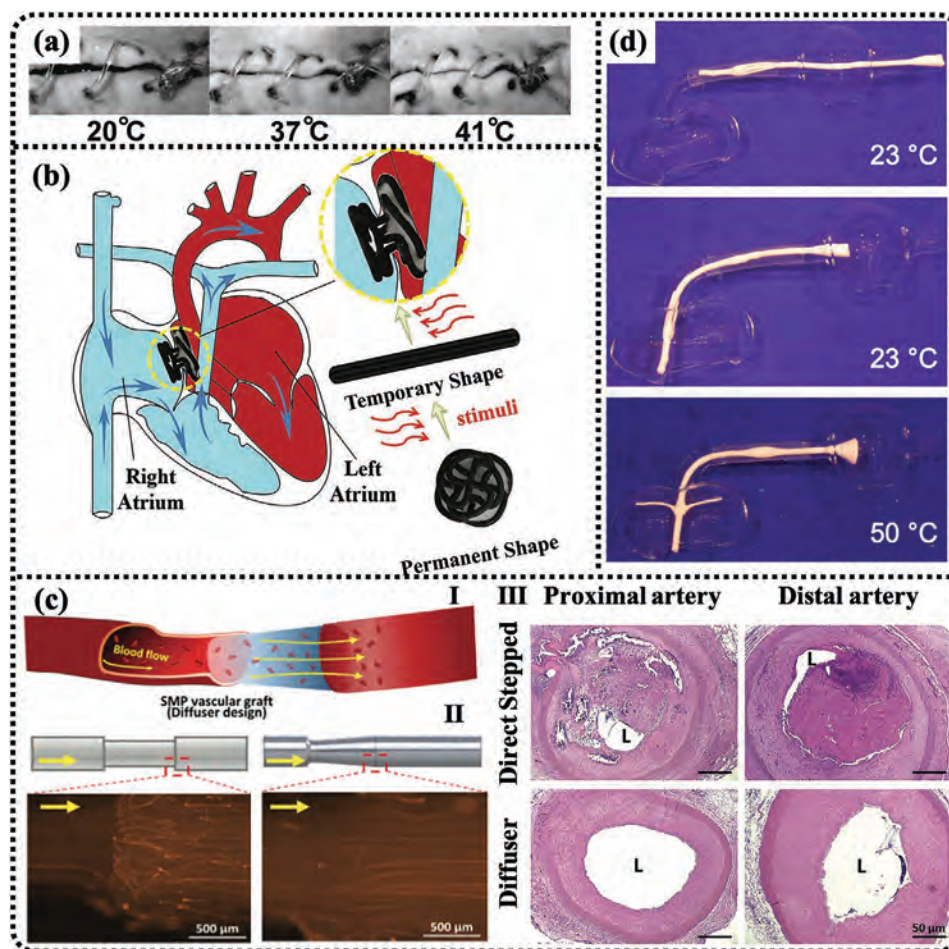 (a)
20°C
37°C
41°C
(b)
Right
Atrium
Left
Atrium
Temporary Shape
stimuli
Permanent Shape
(c)
I
Blood flow
SMP vascular graft
(Diffuser design)
II
500 µm
500 µm
III
Proximal artery
Distal artery
Direct Stepped
L
L
Diffuser
L
L
50 µm
(d)
23 °C
23 °C
50 °C